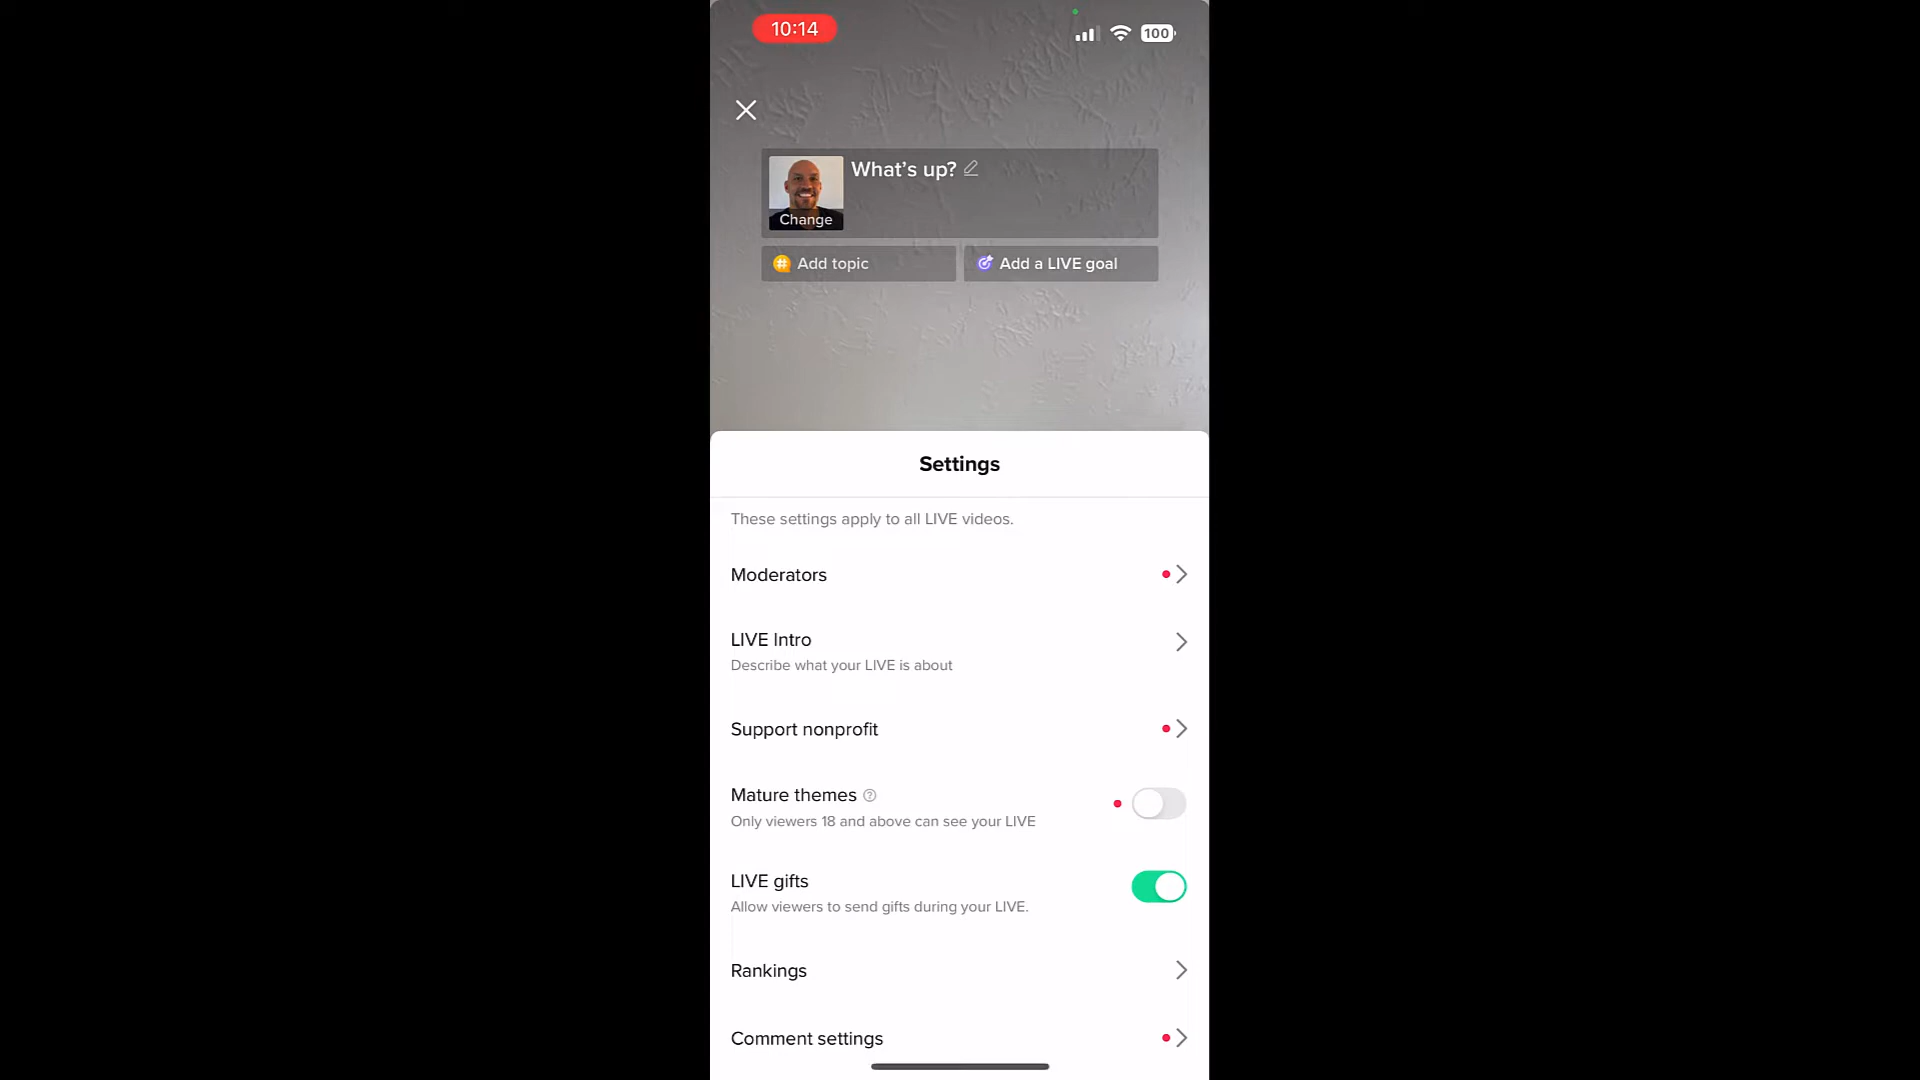 10:14
100
What's up?
Change
Add topic
Add a LIVE goal
Settings
These settings apply to all LIVE videos.
Moderators
LIVE Intro
Describe what your LIVE is about
Support nonprofit
Mature themes
Only viewers 18 and above can see your LIVE
LIVE gifts
Allow viewers to send gifts during your LIVE.
Rankings
Comment settings